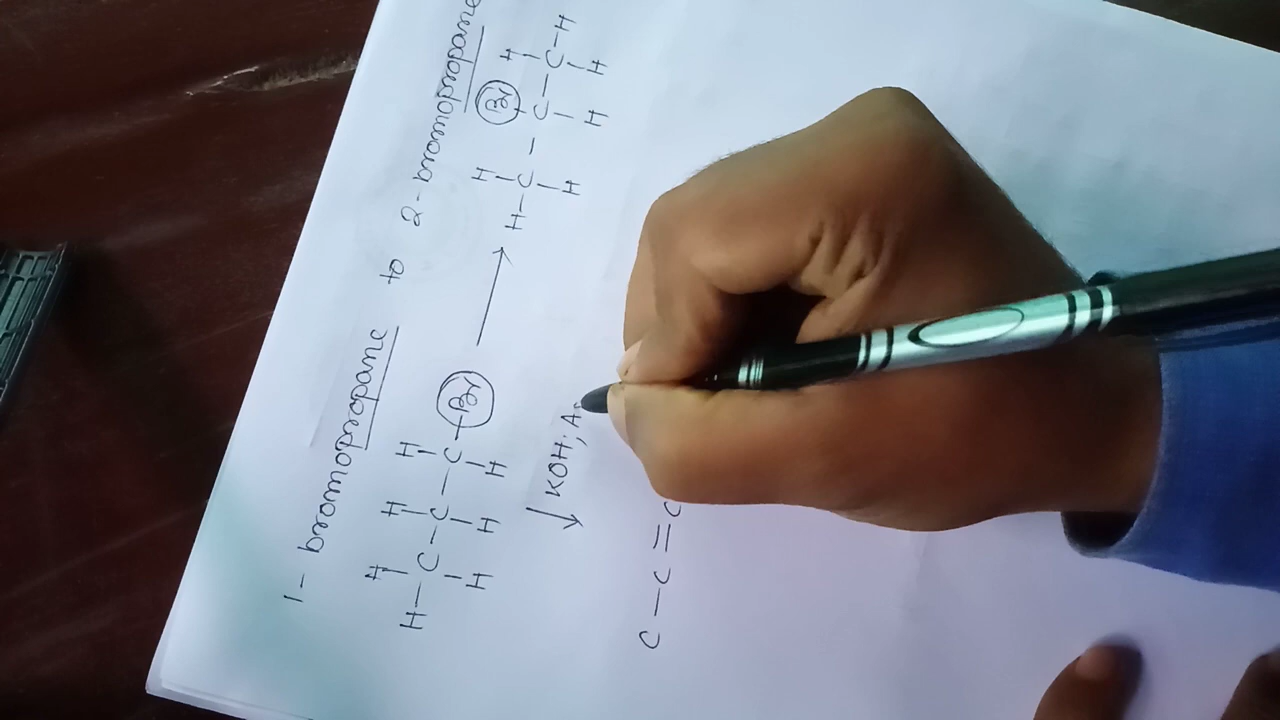 1- bromopropane to 2- bromopropane
H H H H Br H
H-C-C-C-Br → H-C-C-C-H
H H H H H H
↓ KOH; A
C-C=C